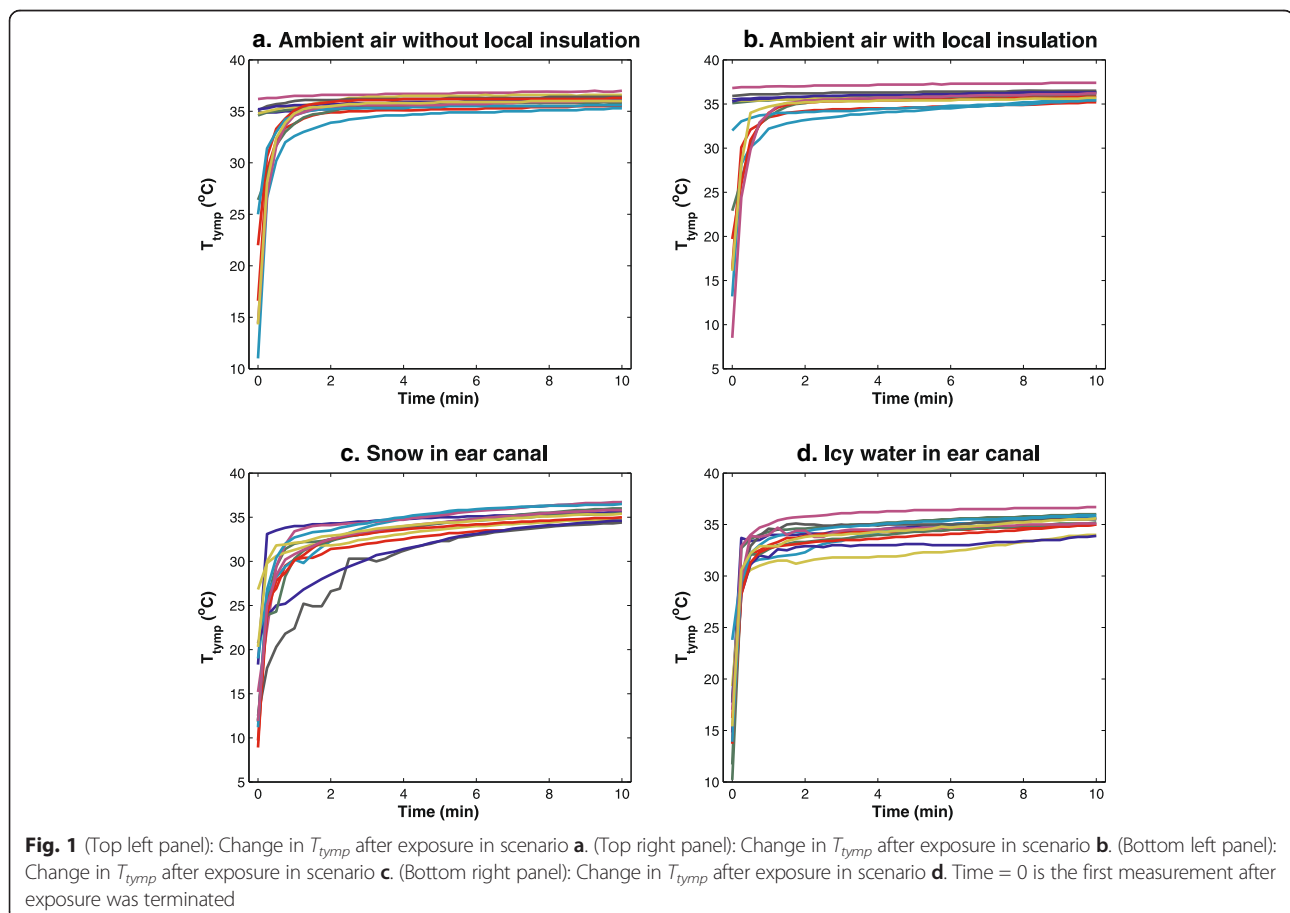 a. Ambient air without local insulation
40
35
30
25
20
15
10
T_tymp (°C)
0 2 4 6 8 10
Time (min)
b. Ambient air with local insulation
40
35
30
25
20
15
10
5
T_tymp (°C)
0 2 4 6 8 10
Time (min)
c. Snow in ear canal
40
35
30
25
20
15
10
5
T_tymp (°C)
0 2 4 6 8 10
Time (min)
d. Icy water in ear canal
40
35
30
25
20
15
10
T_tymp (°C)
0 2 4 6 8 10
Time (min)
Fig. 1 (Top left panel): Change in T_tymp after exposure in scenario a. (Top right panel): Change in T_tymp after exposure in scenario b. (Bottom left panel):
Change in T_tymp after exposure in scenario c. (Bottom right panel): Change in T_tymp after exposure in scenario d. Time = 0 is the first measurement after
exposure was terminated